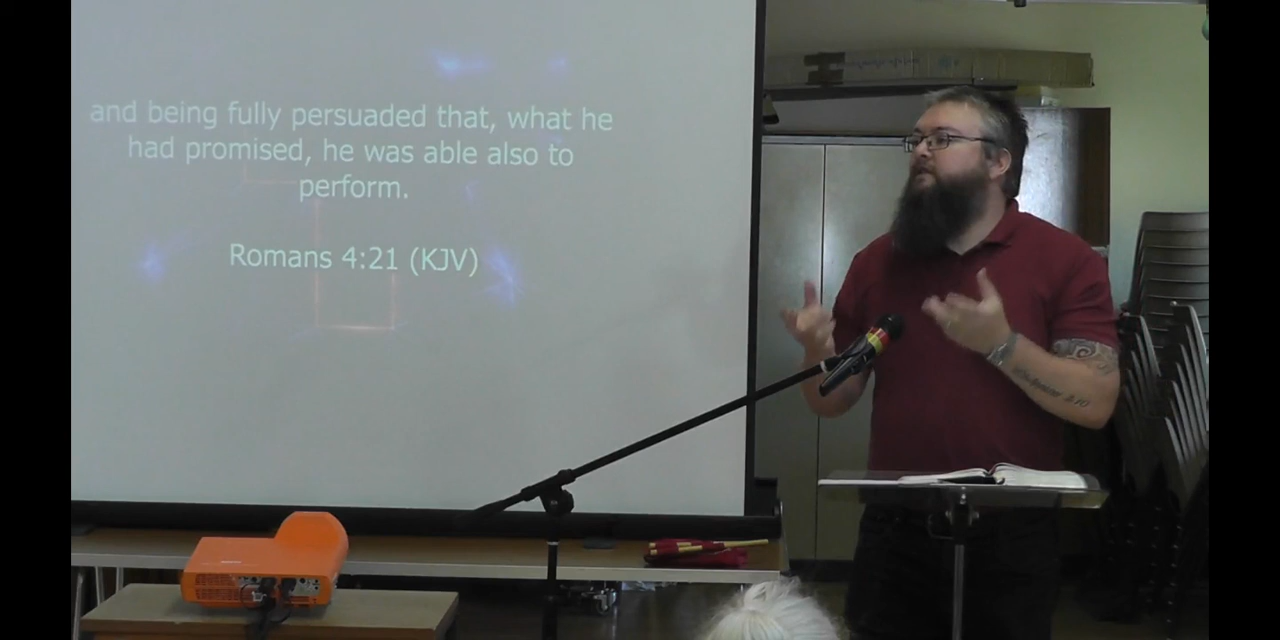 and being fully persuaded that, what he
had promised, he was able also to
perform.
Romans 4:21 (KJV)